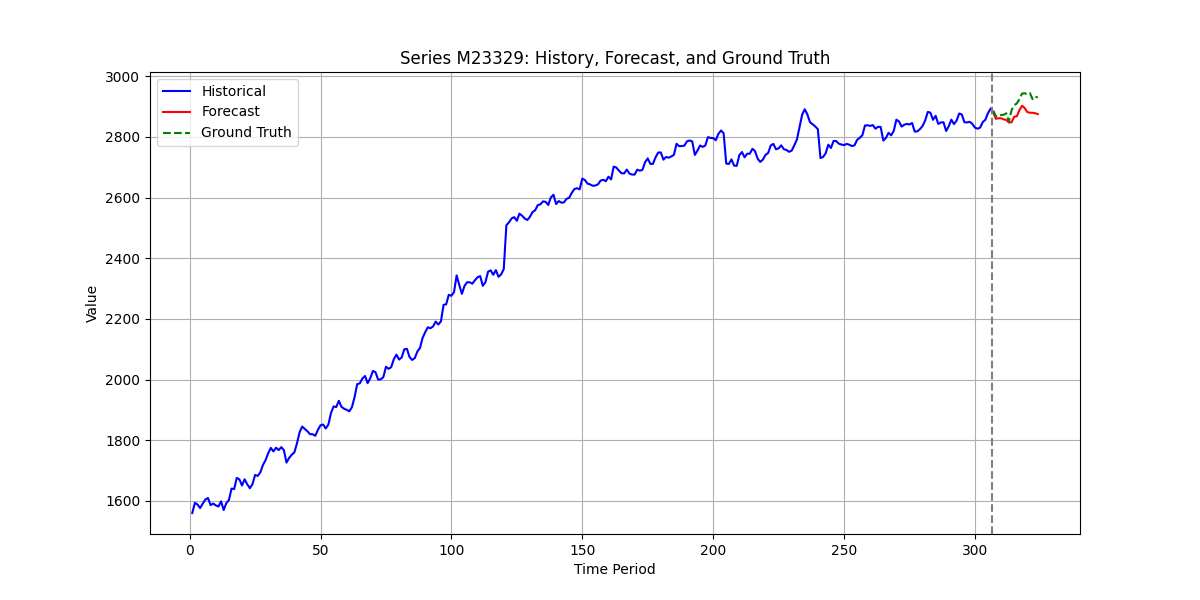 Series M23329: History, Forecast, and Ground Truth
3000
2800
2600
2400
2200
2000
1800
1600
Value
Historical
Forecast
Ground Truth
0 50 100 150 200 250 300
Time Period